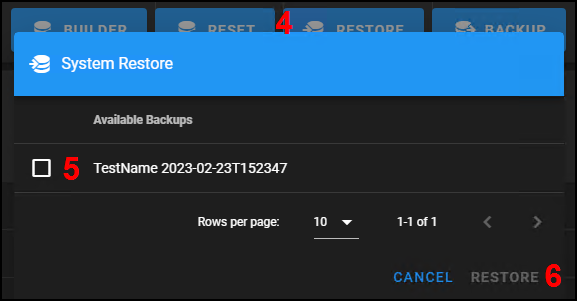 BUILDER RESET 4 RESTORE BACKUP
System Restore
Available Backups
5 TestName 2023-02-23T152347
Rows per page: 10 1-1 of 1
CANCEL RESTORE 6